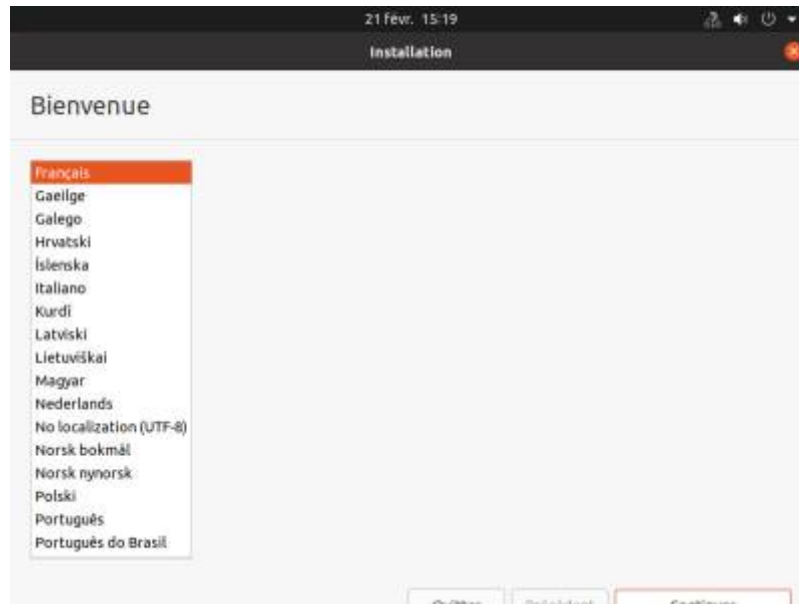 21 févr. 15:19
Installation
Bienvenue
Français
Gaeilge
Galego
Hrvatski
Íslenska
Italiano
Kurdî
Latviski
Lietuviškai
Magyar
Nederlands
No localization (UTF-8)
Norsk bokmål
Norsk nynorsk
Polski
Português
Português do Brasil